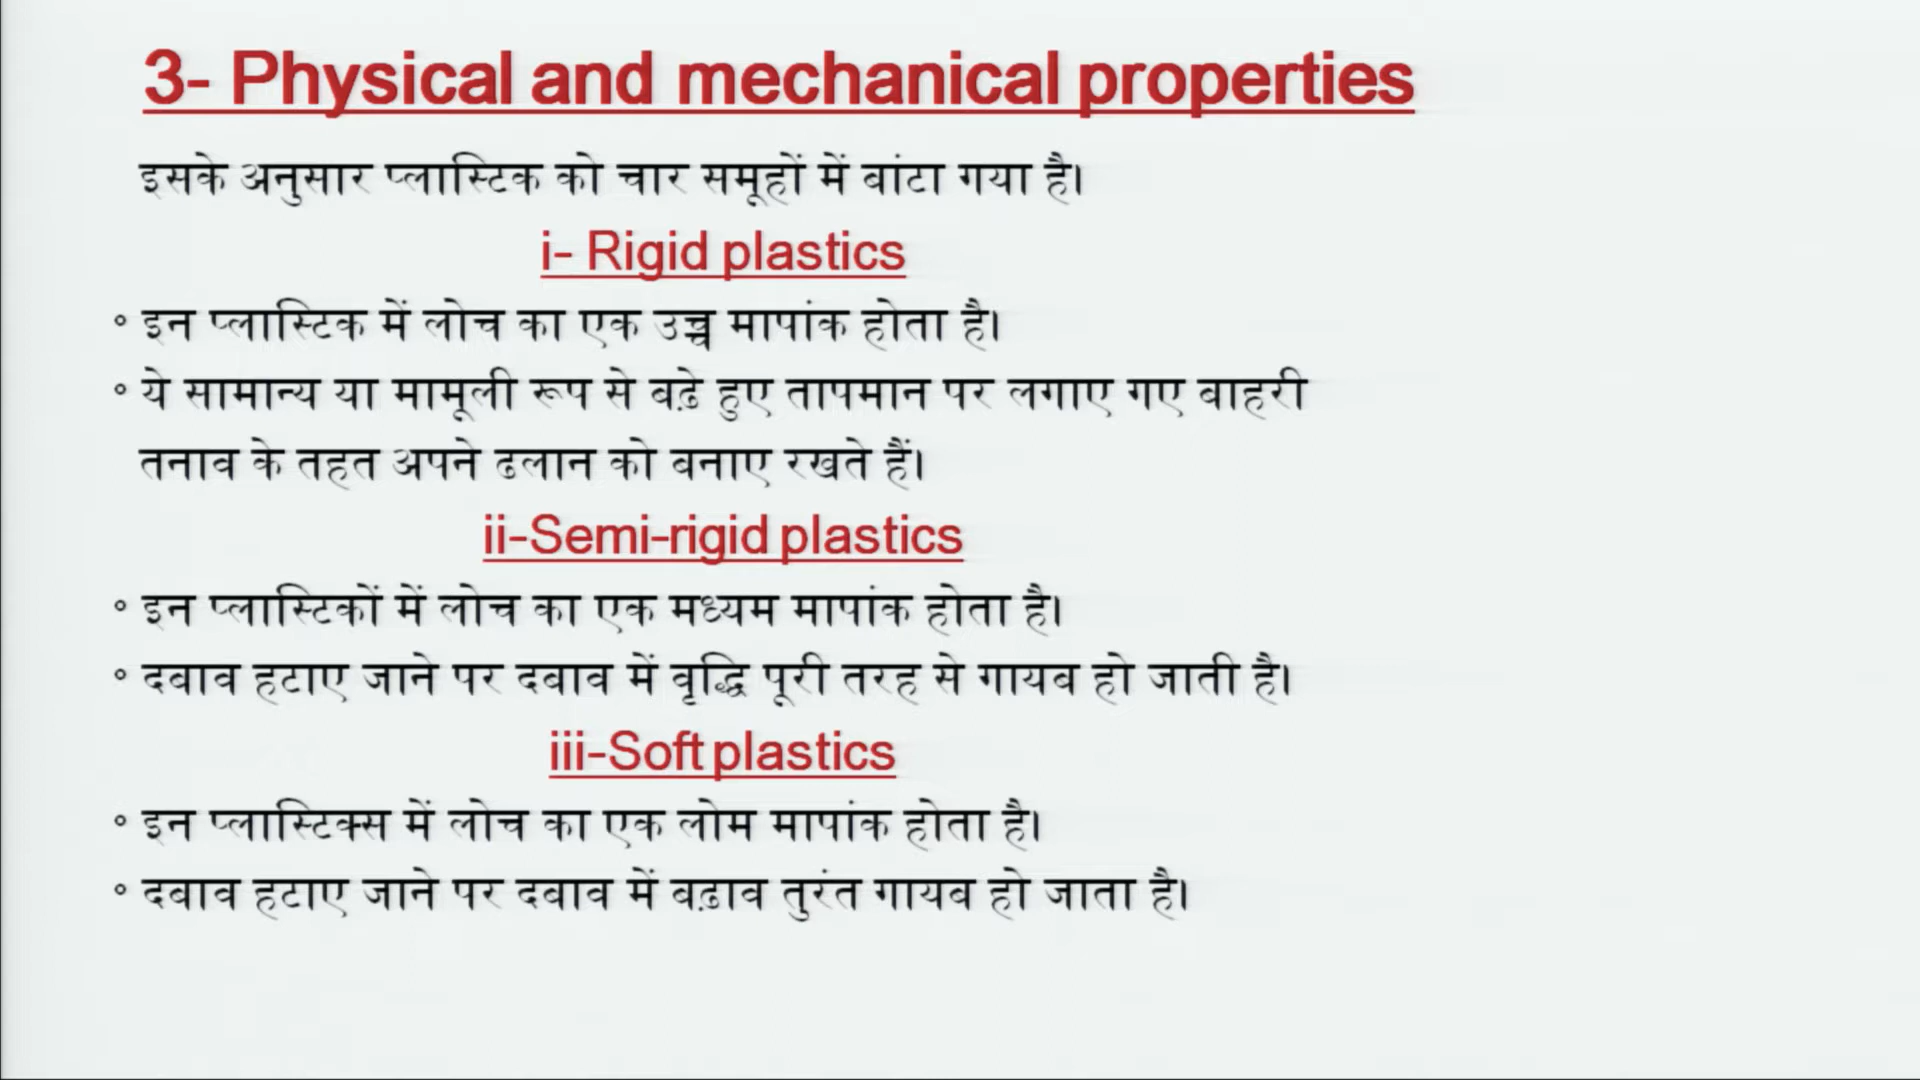 3- Physical and mechanical properties
इसके अनुसार प्लास्टिक को चार समूहों में बांटा गया है।
i- Rigid plastics
° इन प्लास्टिक में लोच का एक उच्च मापांक होता है।
° ये सामान्य या मामूली रूप से बढ़े हुए तापमान पर लगाए गए बाहरी
तनाव के तहत अपने ढलान को बनाए रखते हैं।
ii-Semi-rigid plastics
° इन प्लास्टिकों में लोच का एक मध्यम मापांक होता है।
° दबाव हटाए जाने पर दबाव में वृद्धि पूरी तरह से गायब हो जाती है।
iii-Soft plastics
° इन प्लास्टिक्स में लोच का एक लोम मापांक होता है।
° दबाव हटाए जाने पर दबाव में बढ़ाव तुरंत गायब हो जाता है।